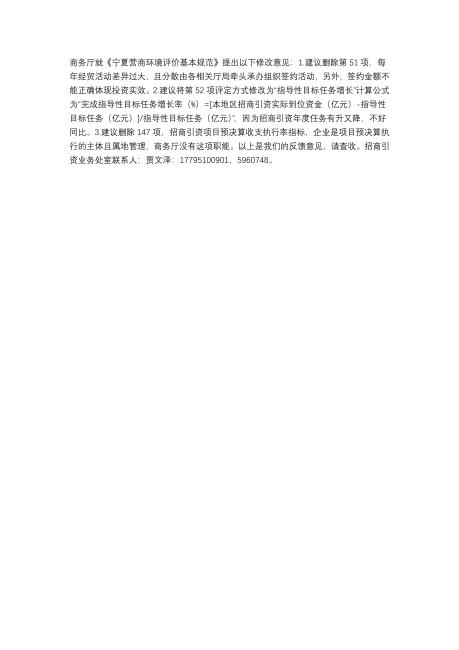 商务厅就《宁夏营商环境评价基本规范》提出以下修改意见：1.建议删除第 51 项，每
年经贸活动差异过大，且分散由各相关厅局牵头承办组织签约活动，另外，签约金额不
能正确体现投资实效。2.建议将第 52 项评定方式修改为“指导性目标任务增长”计算公式
为“完成指导性目标任务增长率（%）=[本地区招商引资实际到位资金（亿元）-指导性
目标任务（亿元）]/指导性目标任务（亿元）”，因为招商引资年度任务有升又降，不好
同比。3.建议删除 147 项，招商引资项目预决算收支执行率指标，企业是项目预决算执
行的主体且属地管理，商务厅没有这项职能。以上是我们的反馈意见，请查收。招商引
资业务处室联系人：贾文泽：17795100901，5960748。